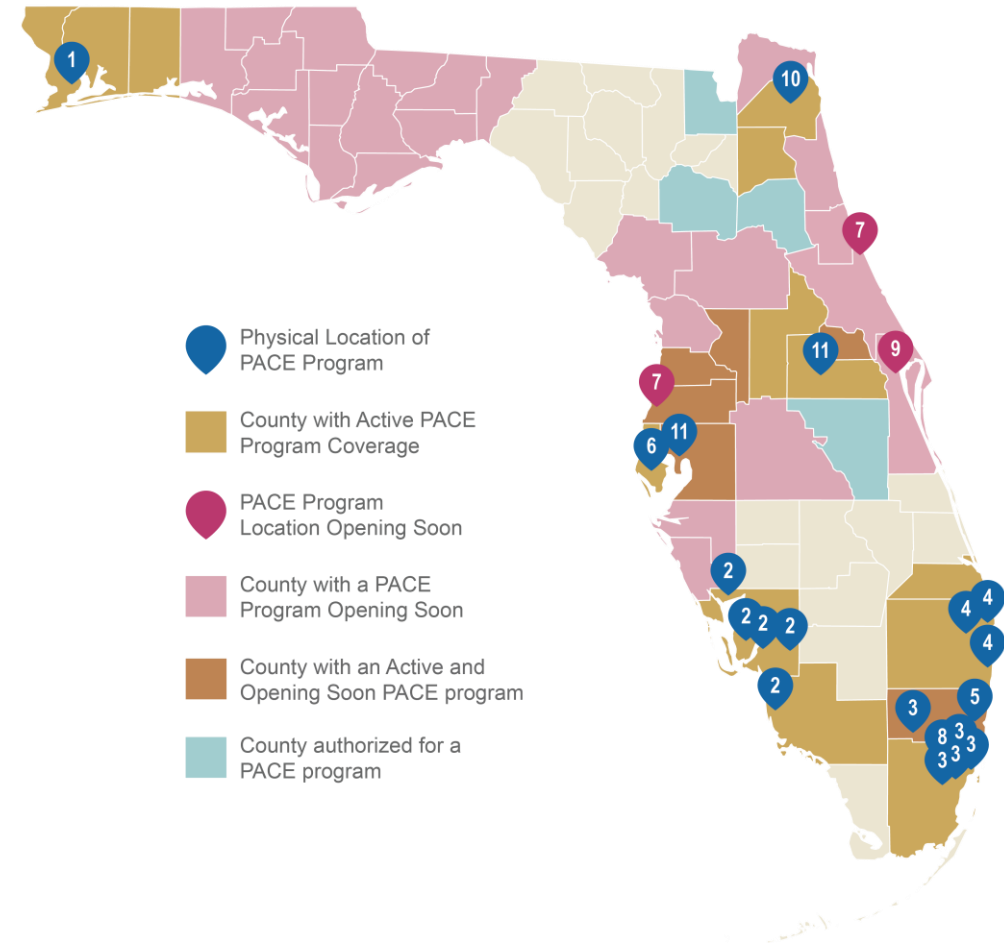 1
10
7
Physical Location of
PACE Program
11
9
7
County with Active PACE
Program Coverage
6
11
PACE Program
Location Opening Soon
County with a PACE
Program Opening Soon
2
2
2
2
4
4
4
County with an Active and
Opening Soon PACE program
2
3
5
8
3
3
3
3
County authorized for a
PACE program